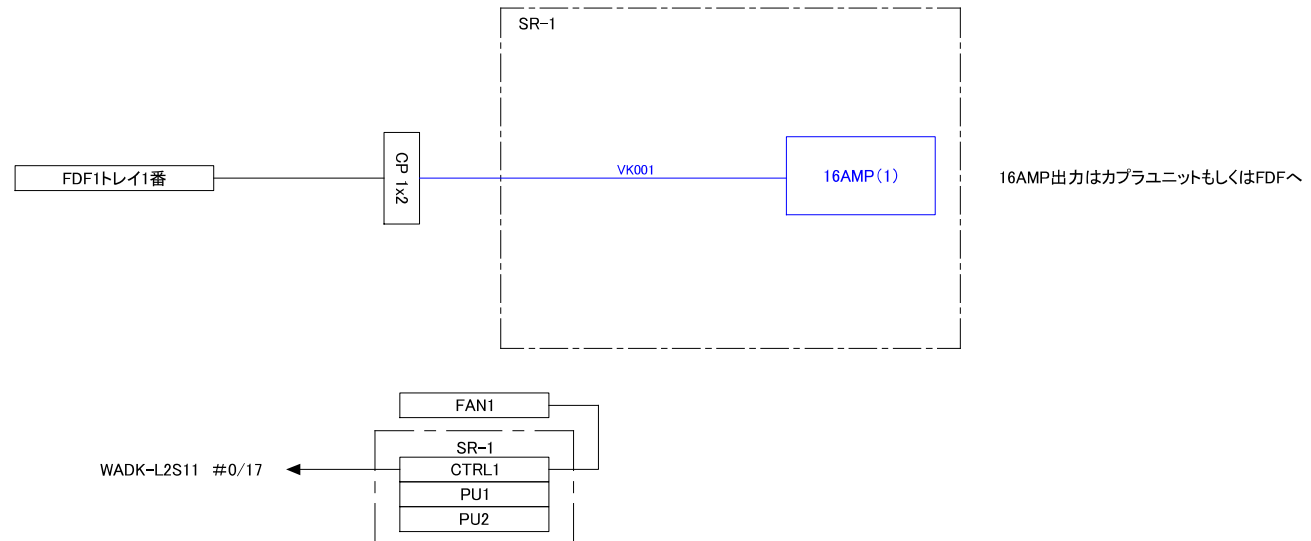 SR-1
FDF1トレイ1番
CP 1x2
VK001
16AMP(1)
16AMP出力はカプラユニットもしくはFDFへ
FAN1
SR-1
WADK-L2S11 #0/17
CTRL1
PU1
PU2